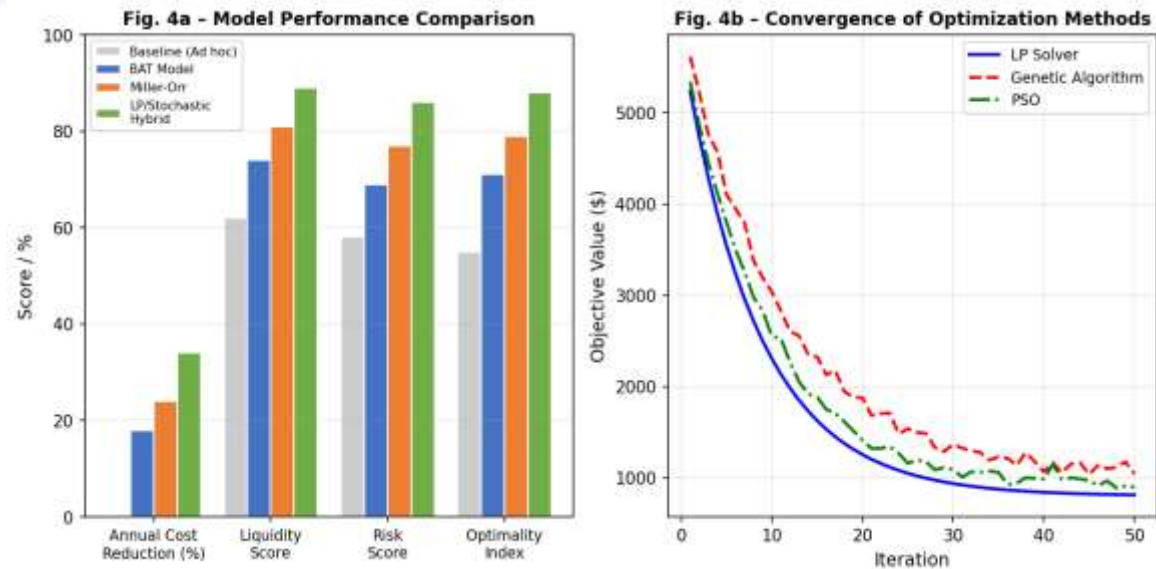 Fig. 4a – Model Performance Comparison
100
80
60
40
20
0
Score / %
Baseline (Ad hoc)
BAT Model
Miller-Orr
LP/Stochastic
Hybrid
Annual Cost
Reduction (%)
Liquidity
Score
Risk
Score
Optimality
Index
Fig. 4b – Convergence of Optimization Methods
LP Solver
Genetic Algorithm
PSO
5000
4000
3000
2000
1000
Objective Value ($)
0
10
20
30
40
50
Iteration